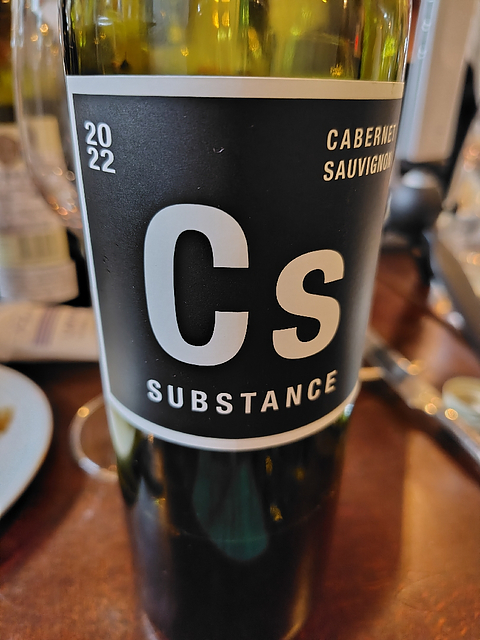 20
22
CABERNET
SAUVIGNON
Cs
SUBSTANCE